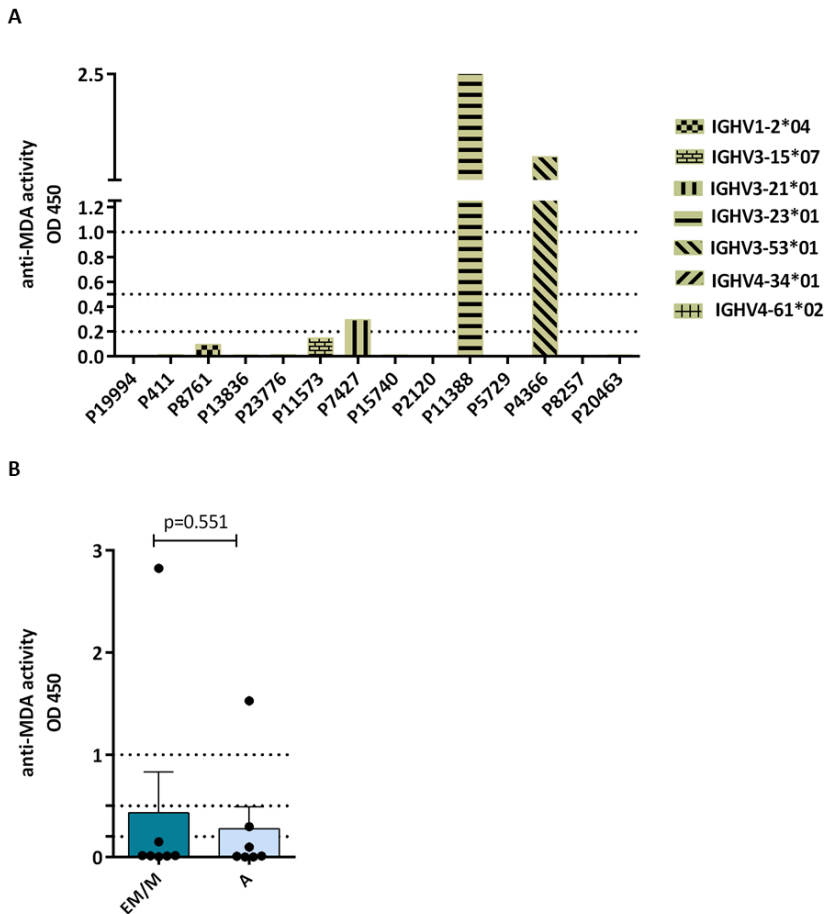 A
anti-MDA activity
OD 450
2.5
1.2
1.0
0.8
0.6
0.4
0.2
0.0
P19994
P411
P8761
P13836
P23776
P11573
P7427
P15740
P2120
P11388
P5729
P4366
P8257
P20463
IGHV1-2*04
IGHV3-15*07
IGHV3-21*01
IGHV3-23*01
IGHV3-53*01
IGHV4-34*01
IGHV4-61*02
B
p=0.551
anti-MDA activity
OD 450
3
2
1
0
EM/M
A